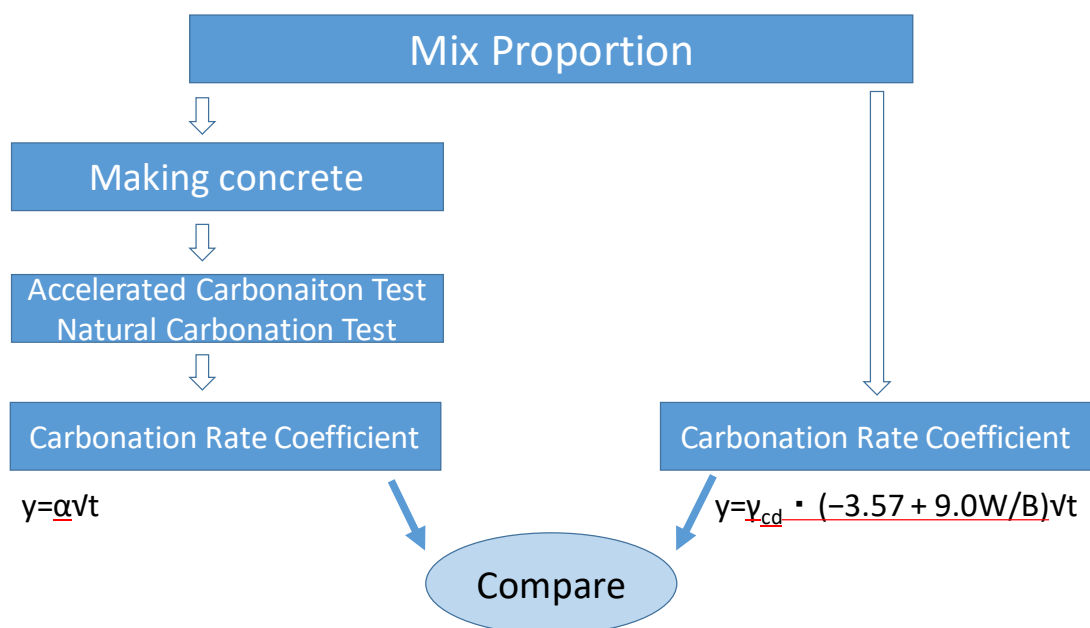 Mix Proportion
Making concrete
Accelerated Carbonaiton Test
Natural Carbonation Test
Carbonation Rate Coefficient
Carbonation Rate Coefficient
y=α√t
y=γcd・(−3.57 + 9.0W/B)√t
Compare